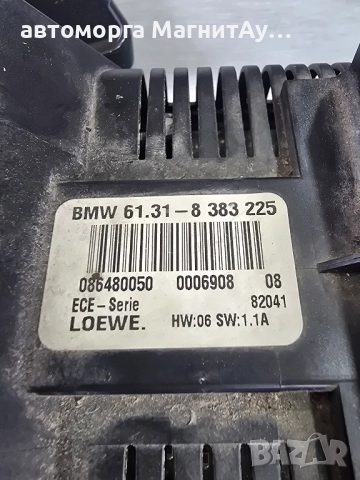 автоморга МагнитАу...
BMW 61.31-8 383 225
086480050 0006908 08
ECE-Serie 82041
LOEWE. HW:06 SW:1.1A
BAZAR